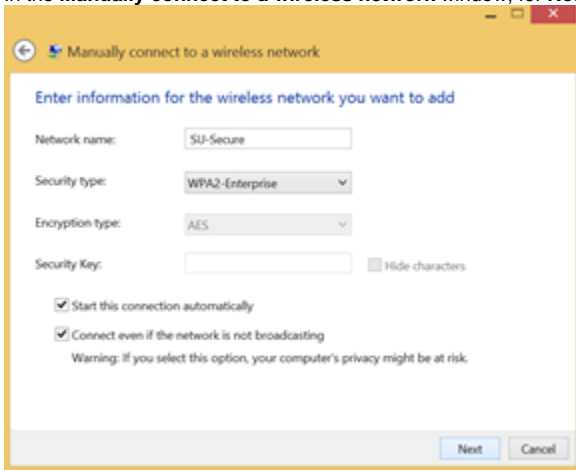 Manually connect to a wireless network
Enter information for the wireless network you want to add
Network name: SU-Secure
Security type: WPA2-Enterprise
Encryption type: AES
Security Key: Hide characters
Start this connection automatically
Connect even if the network is not broadcasting
Warning: If you select this option, your computer's privacy might be at risk.
Next Cancel